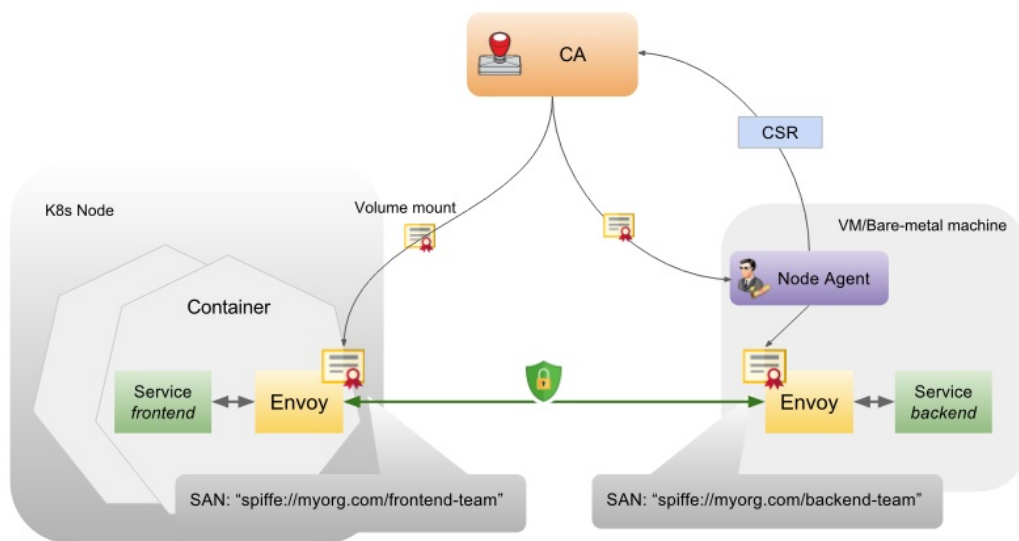 CA
CSR
K8s Node
Volume mount
VM/Bare-metal machine
Node Agent
Container
Service
frontend
Envoy
Envoy
Service
backend
SAN: “spiffe://myorg.com/frontend-team”
SAN: “spiffe://myorg.com/backend-team”